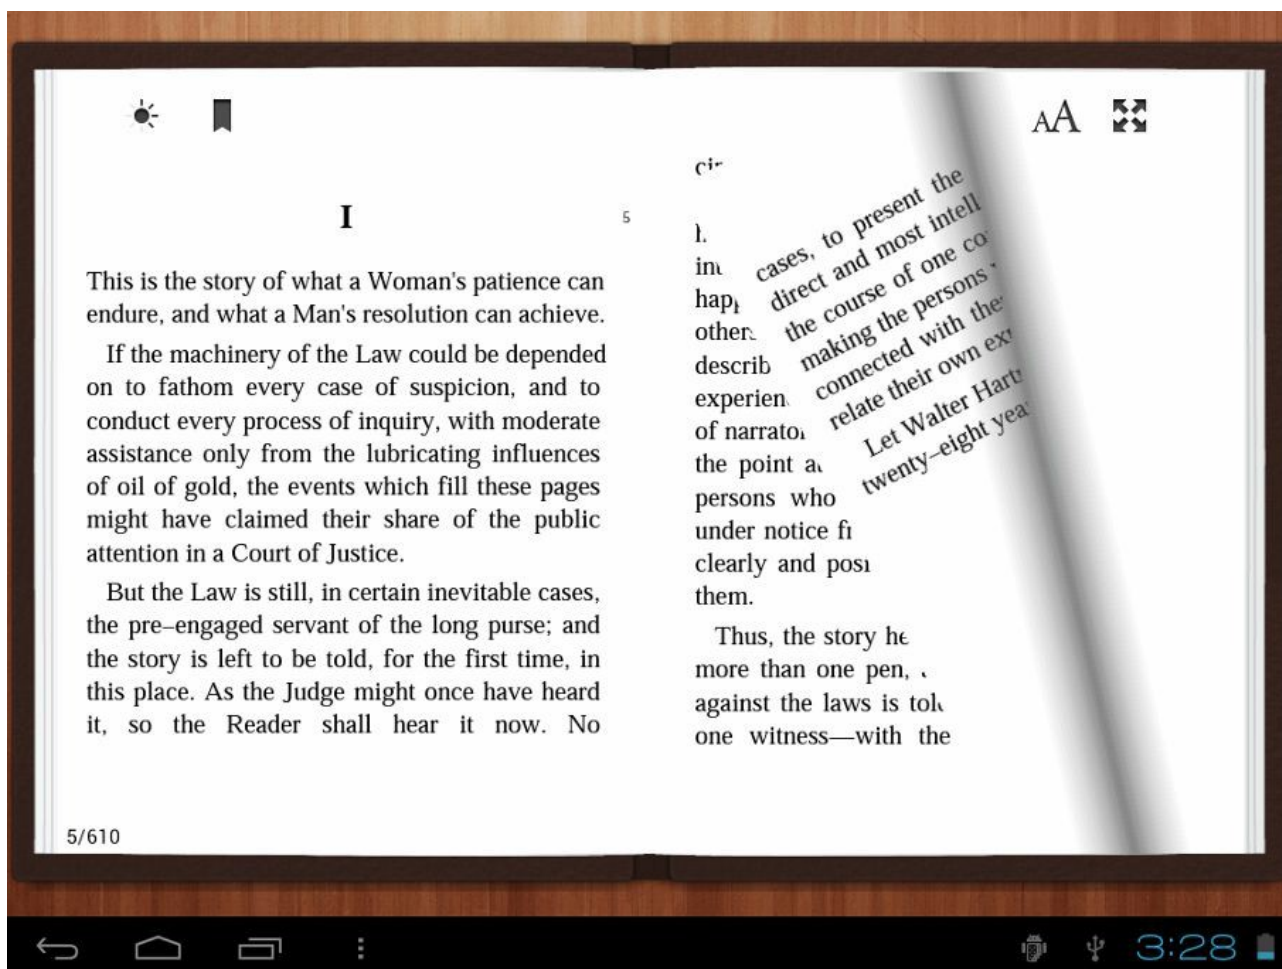 AA
I
5
This is the story of what a Woman's patience can
endure, and what a Man's resolution can achieve.
If the machinery of the Law could be depended
on to fathom every case of suspicion, and to
conduct every process of inquiry, with moderate
assistance only from the lubricating influences
of oil of gold, the events which fill these pages
might have claimed their share of the public
attention in a Court of Justice.
But the Law is still, in certain inevitable cases,
the pre–engaged servant of the long purse; and
the story is left to be told, for the first time, in
this place. As the Judge might once have heard
it, so the Reader shall hear it now. No
5/610
of
the point
persons who
under notice
clearly and
them.
Thus, the story
more than one pen,
against the laws is
one witness—with the
cases, to present the
direct and most
the course of one
making the persons
connected with
relate their own
Let Walter
twenty–eight
3:28